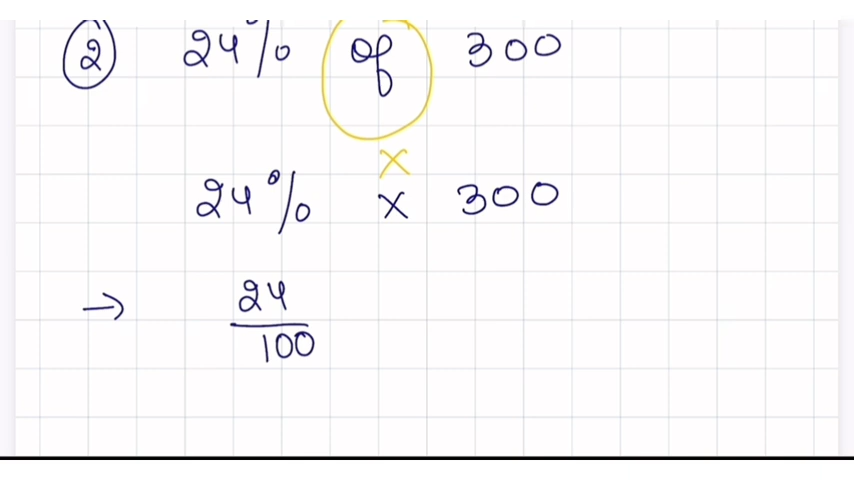 ② 24% of 300
×
24% × 300
→ 24
100